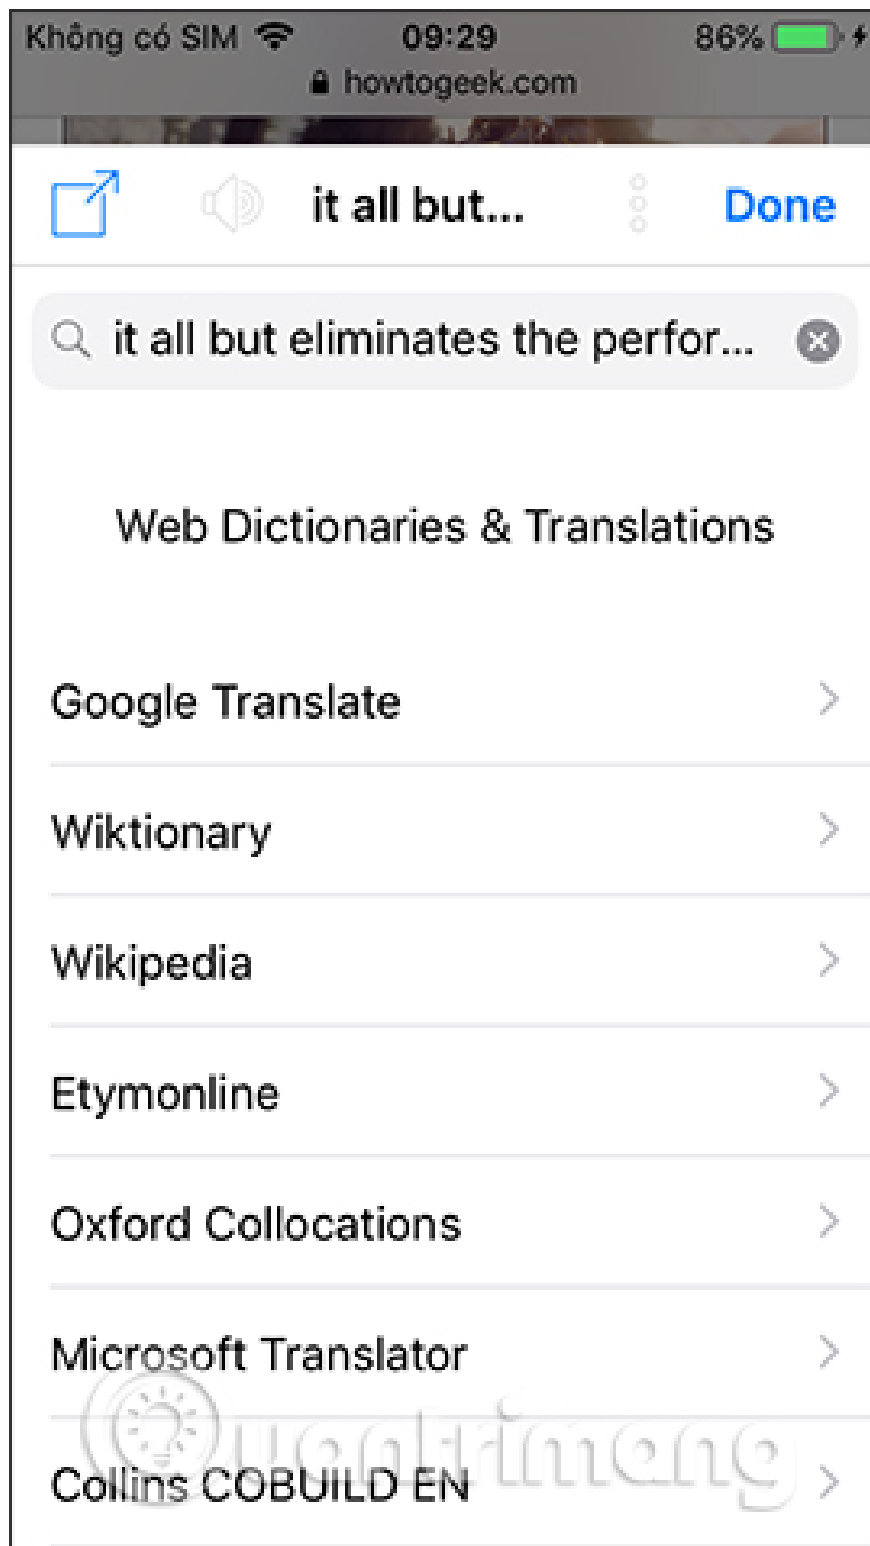 Không có SIM 09:29 86%
howtogeek.com
it all but... Done
it all but eliminates the perfor...
Web Dictionaries & Translations
Google Translate
Wiktionary
Wikipedia
Etymonline
Oxford Collocations
Microsoft Translator
Quantrimang
Collins COBUILD EN